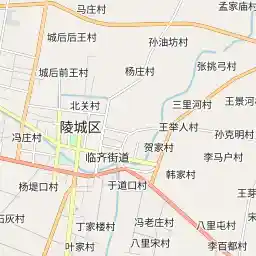 马庄村
孟家庙村
城后后王村
孙油坊村
城后前王村
杨庄村
张挑弓村
北关村
三里河村
王景河
陵城区
王举人村
孙克明村
冯庄村
贺家村
临齐街道
李马户村
韩家村
杨堤口村
于道口村
王芽
石灰村
丁家楼村
冯老庄村
八里屯村
叶家村
八里宋村
李百都村